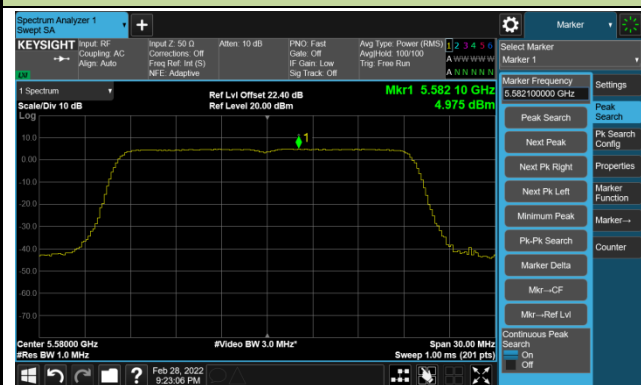 Spectrum Analyzer 1
Swept SA
+
Marker
KEYSIGHT
Input: RF
Coupling: AC
Align: Auto
Input Z: 50 Ω
Corrections: Off
Freq Ref: Int (S)
NFE: Adaptive
Atten: 10 dB
PNO: Fast
Gate: Off
IF Gain: Low
Sig Track: Off
Avg Type: Power (RMS)
Avg|Hold: 100/100
Trig: Free Run
1 2 3 4 5 6
A W W W W W
A N N N N N
Select Marker
Marker 1
1 Spectrum
Scale/Div 10 dB
Log
Ref Lvl Offset 22.40 dB
Ref Level 20.00 dBm
Mkr1 5.582 10 GHz
4.975 dBm
1
10.0
0.00
-10.0
-20.0
-30.0
-40.0
-50.0
-60.0
-70.0
Center 5.58000 GHz
#Res BW 1.0 MHz
#Video BW 3.0 MHz*
Span 30.00 MHz
Sweep 1.00 ms (201 pts)
Marker Frequency
5.582100000 GHz
Peak Search
Next Peak
Next Pk Right
Next Pk Left
Minimum Peak
Pk-Pk Search
Marker Delta
Mkr→CF
Mkr→Ref Lvl
Continuous Peak
Search
On
Off
Settings
Peak
Search
Pk Search
Config
Properties
Marker
Function
Marker→
Counter
?
Feb 28, 2022
9:23:06 PM